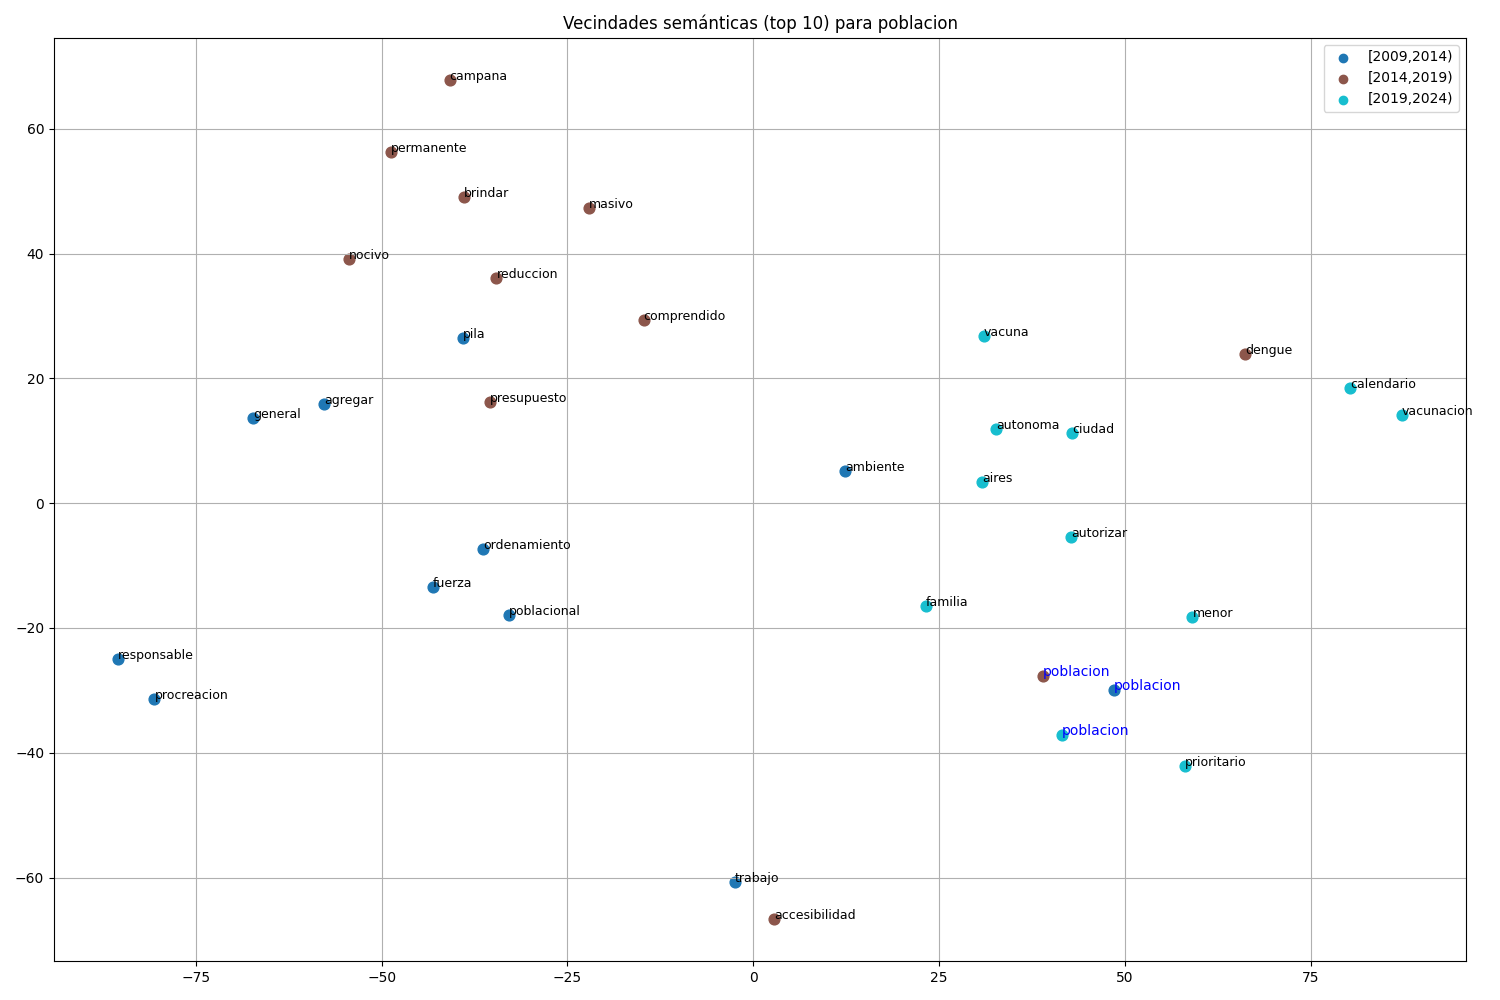 Vecindades semánticas (top 10) para poblacion
[2009,2014)
[2014,2019)
[2019,2024)
campana
permanente
brindar
masivo
nocivo
reduccion
comprendido
pila
vacuna
dengue
calendario
presupuesto
agregar
general
vacunacion
autonoma
ciudad
ambiente
aires
autorizar
ordenamiento
fuerza
poblacional
familia
menor
responsable
poblacion
poblacion
procreacion
poblacion
prioritario
trabajo
accesibilidad
60
40
20
0
−20
−40
−60
−75 −50 −25 0 25 50 75